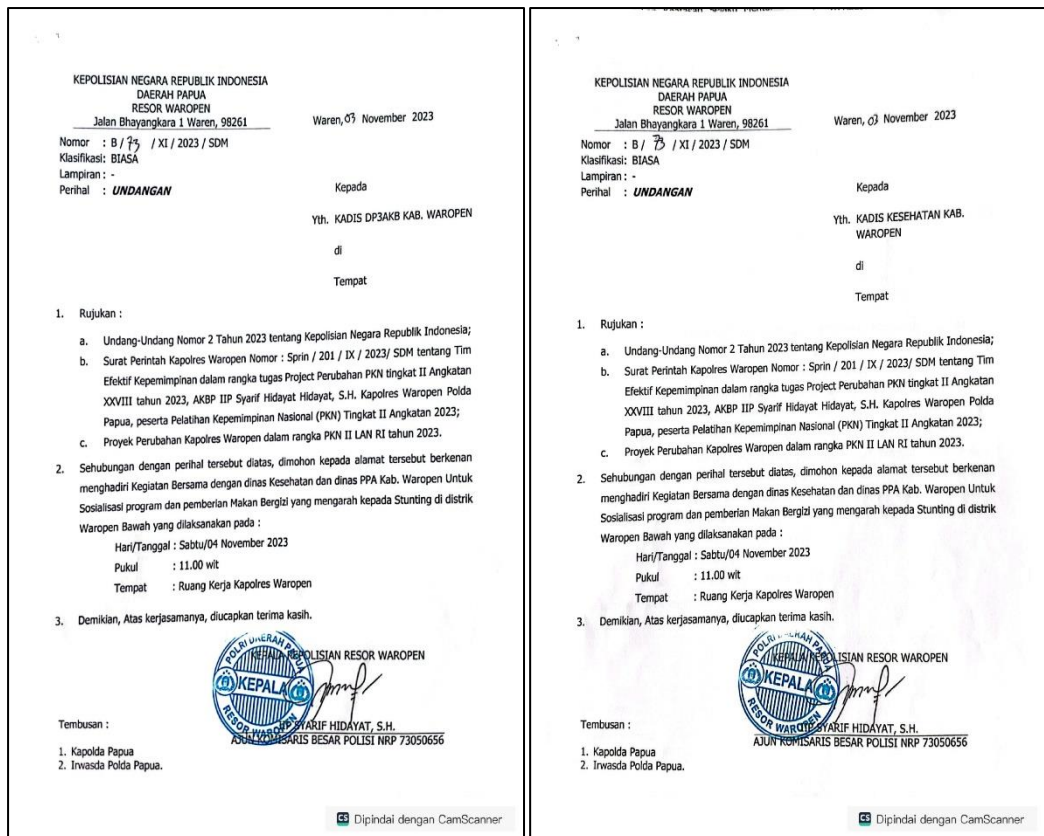 KEPOLISIAN NEGARA REPUBLIK INDONESIA
DAERAH PAPUA
RESOR WAROPEN
Jalan Bhayangkara 1 Waren, 98261
Waren, 03 November 2023
Nomor : B / 73 / XI / 2023 / SDM
Klasifikasi: BIASA
Lampiran : -
Perihal : UNDANGAN
Kepada
Yth. KADIS DP3AKB KAB. WAROPEN
di
Tempat
1. Rujukan :
a. Undang-Undang Nomor 2 Tahun 2023 tentang Kepolisian Negara Republik Indonesia;
b. Surat Perintah Kapolres Waropen Nomor : Sprin / 201 / IX / 2023/ SDM tentang Tim
Efektif Kepemimpinan dalam rangka tugas Project Perubahan PKN tingkat II Angkatan
XXVIII tahun 2023, AKBP IIP Syarif Hidayat Hidayat, S.H. Kapolres Waropen Polda
Papua, peserta Pelatihan Kepemimpinan Nasional (PKN) Tingkat II Angkatan 2023;
c. Proyek Perubahan Kapolres Waropen dalam rangka PKN II LAN RI tahun 2023.
2. Sehubungan dengan perihal tersebut diatas, dimohon kepada alamat tersebut berkenan
menghadiri Kegiatan Bersama dengan dinas Kesehatan dan dinas PPA Kab. Waropen Untuk
Sosialisasi program dan pemberian Makan Bergizi yang mengarah kepada Stunting di distrik
Waropen Bawah yang dilaksanakan pada :
Hari/Tanggal : Sabtu/04 November 2023
Pukul : 11.00 wit
Tempat : Ruang Kerja Kapolres Waropen
3. Demikian, Atas kerjasamanya, diucapkan terima kasih.
KEPALA KEPOLISIAN RESOR WAROPEN
POLRI DAERAH PAPUA
KEPALA
RESOR WAROPEN
SYARIF HIDAYAT, S.H.
AJUN KOMISARIS BESAR POLISI NRP 73050656
Tembusan :
1. Kapolda Papua
2. Irwasda Polda Papua.
CS Dipindai dengan CamScanner
KEPOLISIAN NEGARA REPUBLIK INDONESIA
DAERAH PAPUA
RESOR WAROPEN
Jalan Bhayangkara 1 Waren, 98261
Waren, 03 November 2023
Nomor : B / 73 / XI / 2023 / SDM
Klasifikasi: BIASA
Lampiran : -
Perihal : UNDANGAN
Kepada
Yth. KADIS KESEHATAN KAB.
WAROPEN
di
Tempat
1. Rujukan :
a. Undang-Undang Nomor 2 Tahun 2023 tentang Kepolisian Negara Republik Indonesia;
b. Surat Perintah Kapolres Waropen Nomor : Sprin / 201 / IX / 2023/ SDM tentang Tim
Efektif Kepemimpinan dalam rangka tugas Project Perubahan PKN tingkat II Angkatan
XXVIII tahun 2023, AKBP IIP Syarif Hidayat Hidayat, S.H. Kapolres Waropen Polda
Papua, peserta Pelatihan Kepemimpinan Nasional (PKN) Tingkat II Angkatan 2023;
c. Proyek Perubahan Kapolres Waropen dalam rangka PKN II LAN RI tahun 2023.
2. Sehubungan dengan perihal tersebut diatas, dimohon kepada alamat tersebut berkenan
menghadiri Kegiatan Bersama dengan dinas Kesehatan dan dinas PPA Kab. Waropen Untuk
Sosialisasi program dan pemberian Makan Bergizi yang mengarah kepada Stunting di distrik
Waropen Bawah yang dilaksanakan pada :
Hari/Tanggal : Sabtu/04 November 2023
Pukul : 11.00 wit
Tempat : Ruang Kerja Kapolres Waropen
3. Demikian, Atas kerjasamanya, diucapkan terima kasih.
KEPALA KEPOLISIAN RESOR WAROPEN
KEPALA
RESOR WAROPEN
SYARIF HIDAYAT, S.H.
AJUN KOMISARIS BESAR POLISI NRP 73050656
Tembusan :
1. Kapolda Papua
2. Irwasda Polda Papua.
CS Dipindai dengan CamScanner